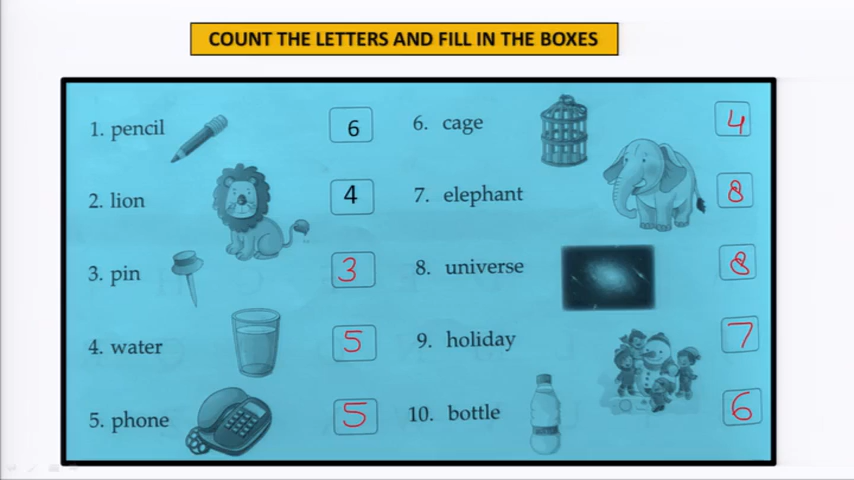 COUNT THE LETTERS AND FILL IN THE BOXES
1. pencil 6
2. lion 4
3. pin 3
4. water 5
5. phone 5
6. cage 4
7. elephant 8
8. universe 8
9. holiday 7
10. bottle 6